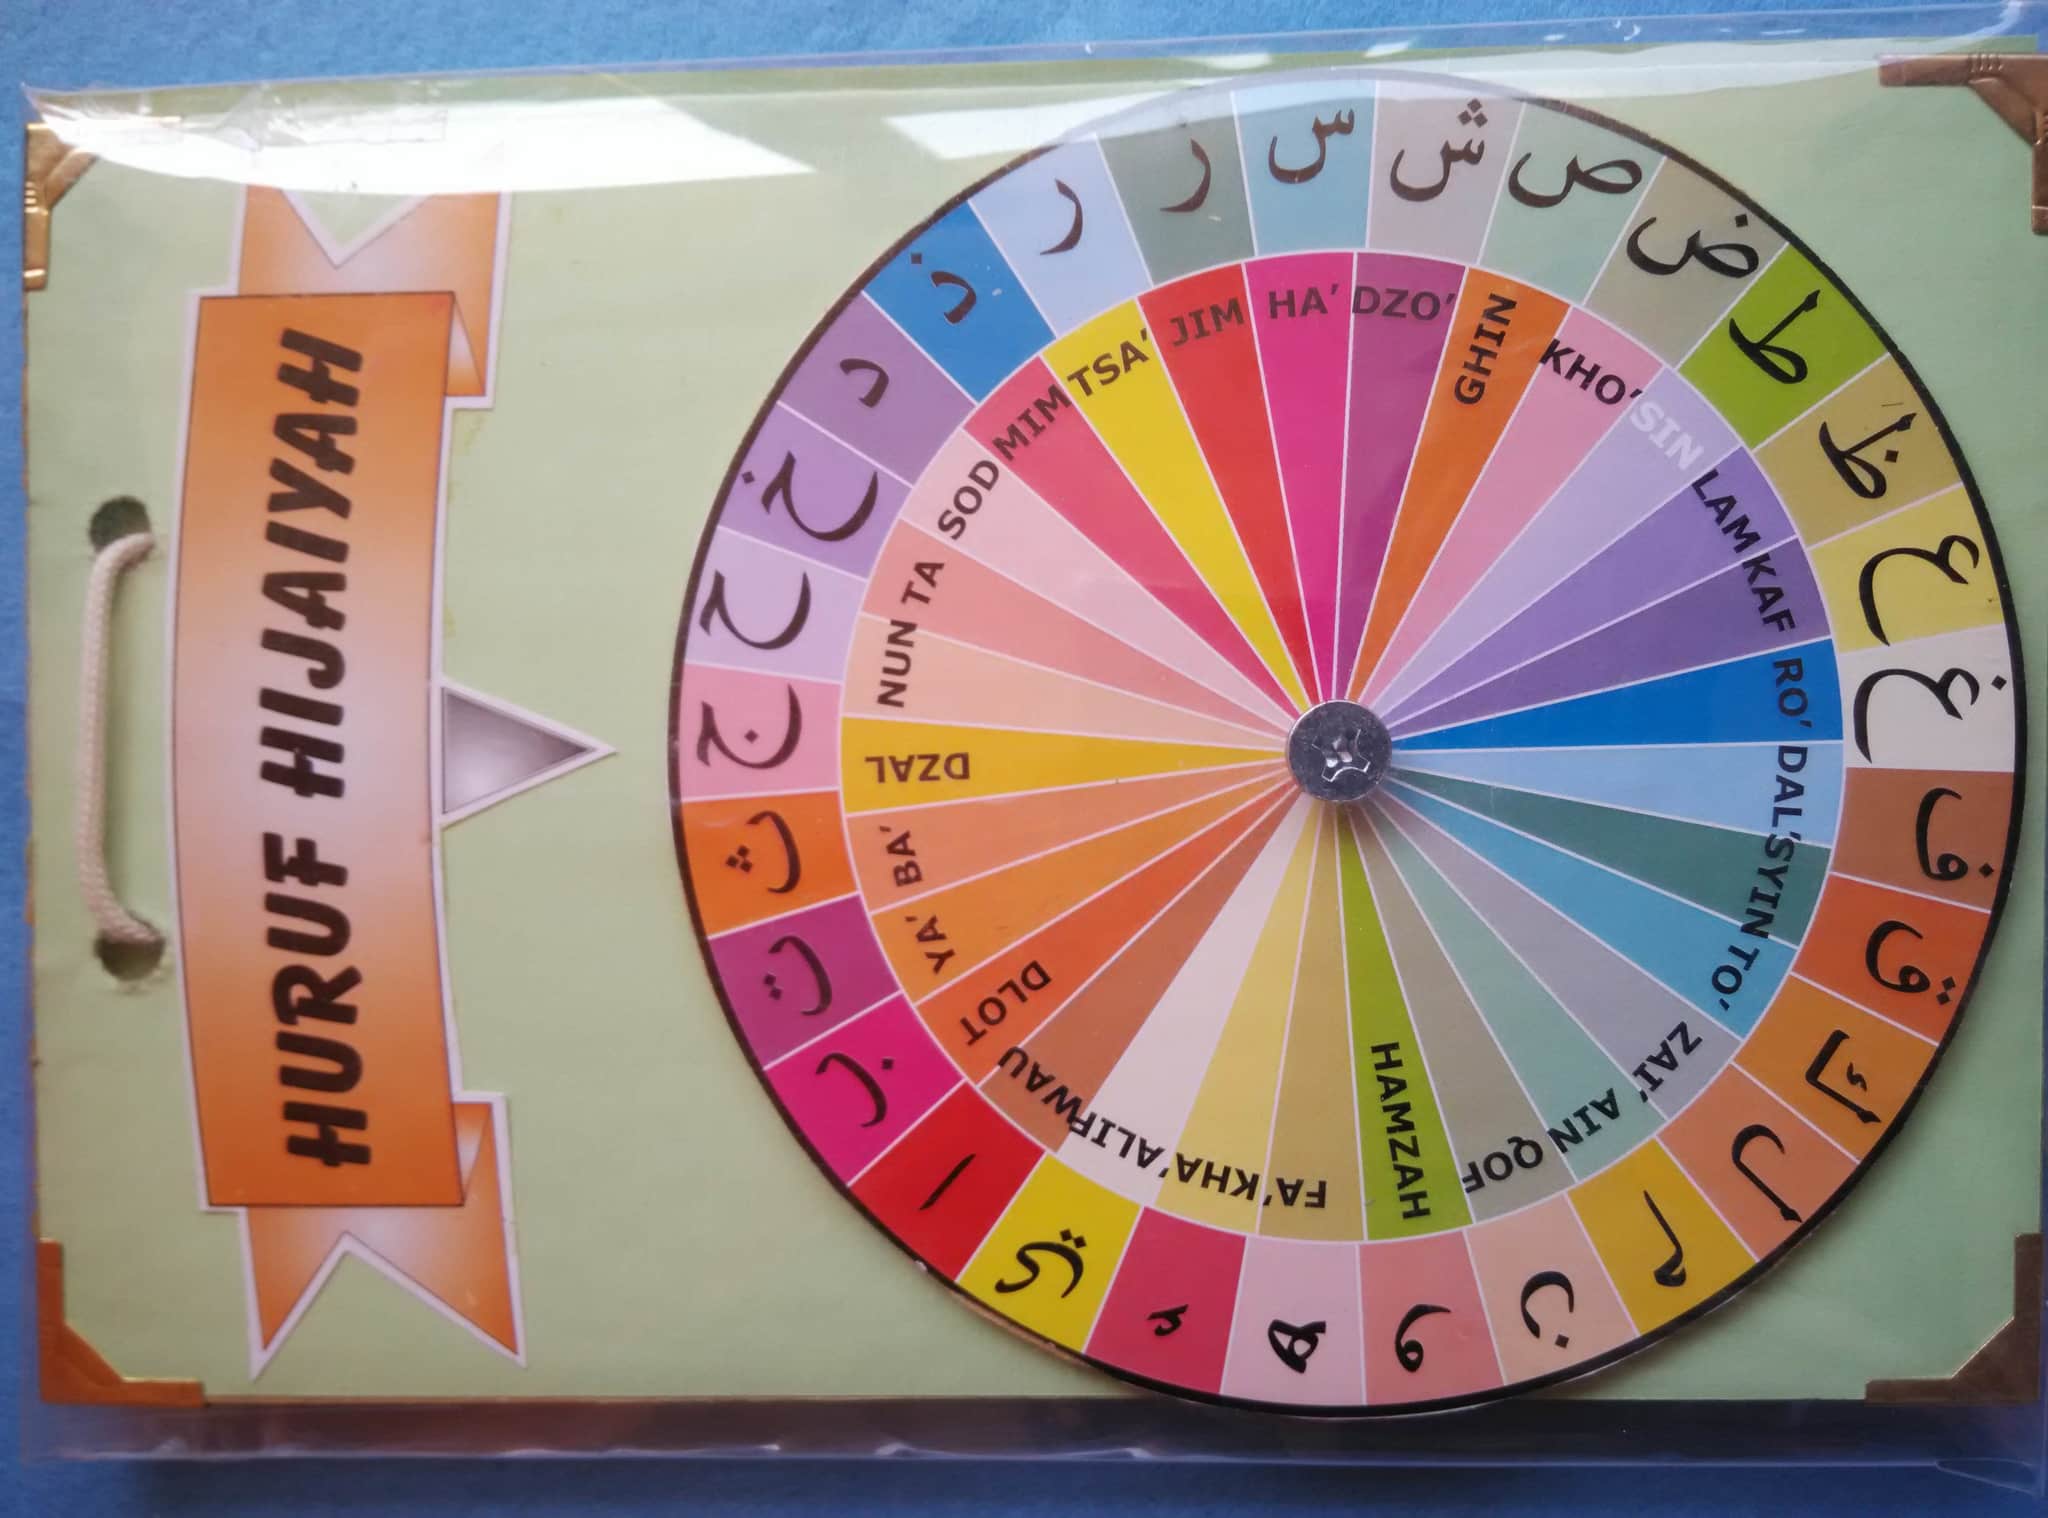 HURUF HIJAIYAH
ا
ب
ت
ث
ج
ح
خ
د
ذ
ر
ز
س
ش
ص
ض
ط
ظ
ع
غ
ف
ق
ك
ل
م
ن
و
ه
ء
ي
DZAL
NUN
TA
SOD
MIM
TSA'
JIM
HA'
DZO'
GHIN
KHO'
SIN
LAM
KAF
RO'
DAL'
SYIN
TO'
ZAI'
AIN
QOF
HAMZAH
FA'
KHA'
ALIF
WAU
DLOT
YA'
BA'